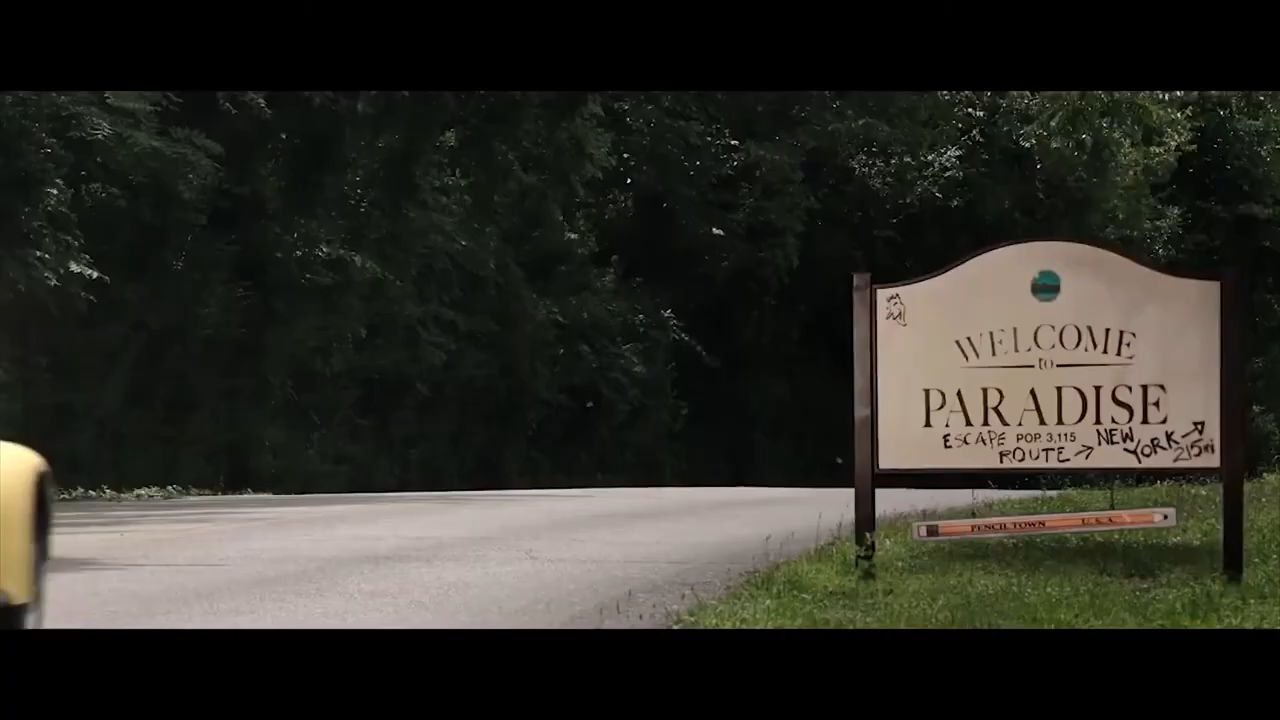 WELCOME
to
PARADISE
POP. 3,115
ESCAPE
ROUTE → NEW
YORK
215mi
PENCIL TOWN U.S.A.